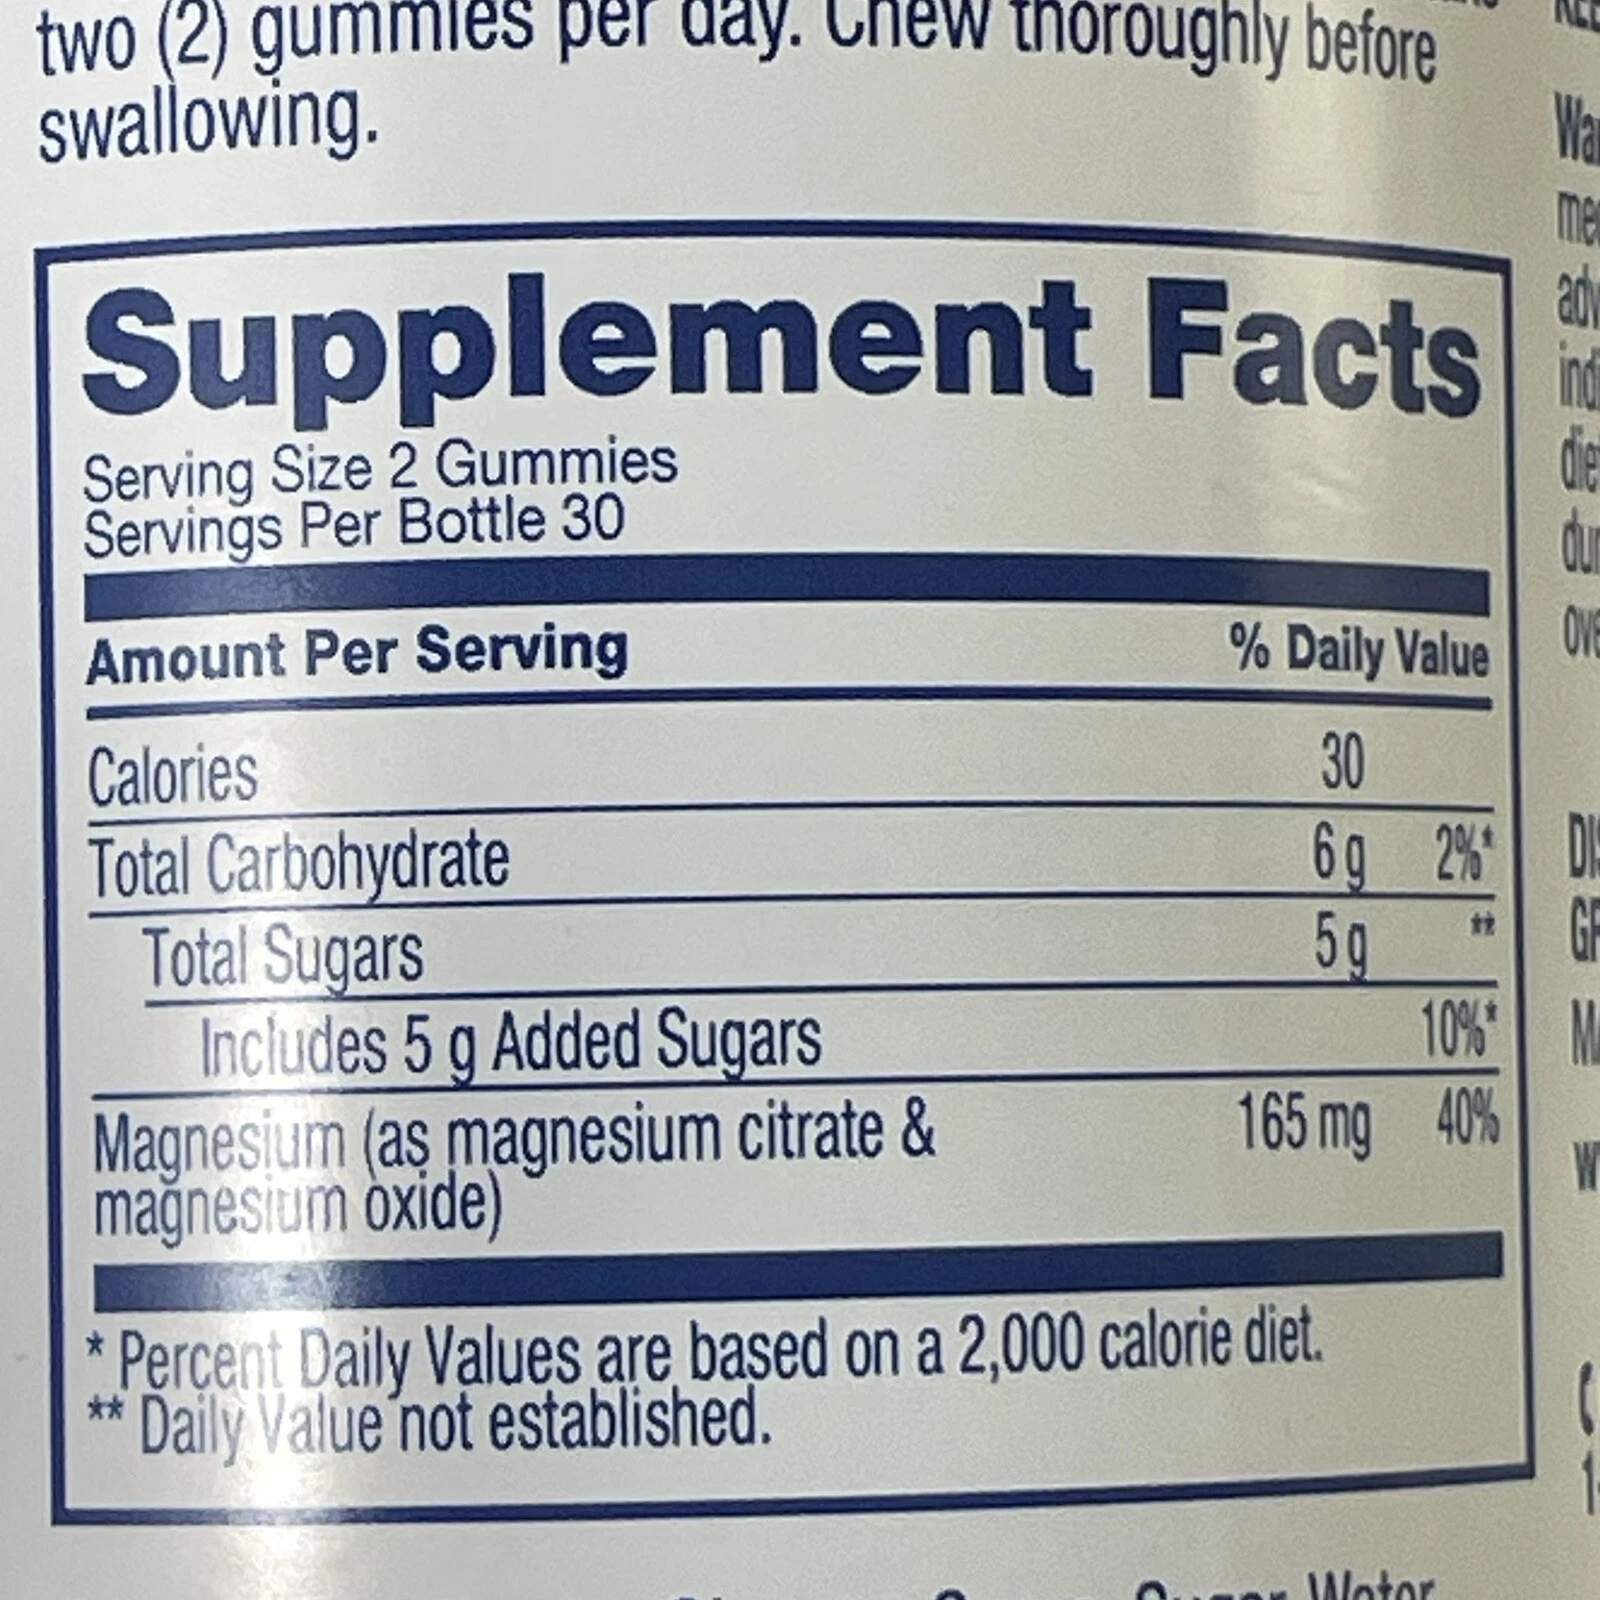 two (2) gummies per day. Chew thoroughly before
swallowing.
Supplement Facts
Serving Size 2 Gummies
Servings Per Bottle 30
Amount Per Serving % Daily Value
Calories 30
Total Carbohydrate 6 g 2%*
Total Sugars 5 g **
Includes 5 g Added Sugars 10%*
Magnesium (as magnesium citrate & 165 mg 40%
magnesium oxide)
* Percent Daily Values are based on a 2,000 calorie diet.
** Daily Value not established.
Sugar, Water,